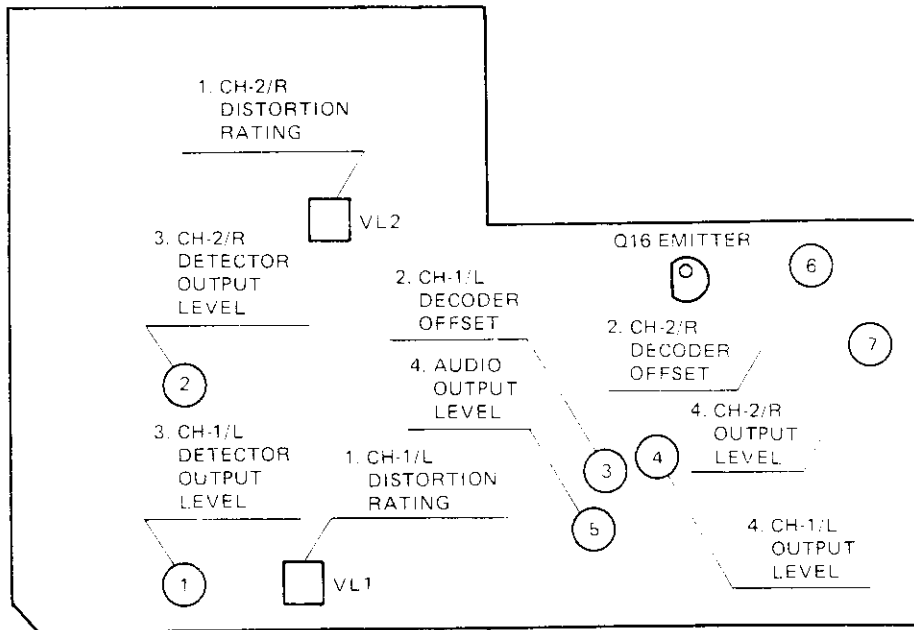 1. CH-2/R
DISTORTION
RATING
VL2
3. CH-2/R
DETECTOR
OUTPUT
LEVEL
2
2. CH-1/L
DECODER
OFFSET
Q16 EMITTER
6
2. CH-2/R
DECODER
OFFSET
7
4. AUDIO
OUTPUT
LEVEL
3. CH-1/L
DETECTOR
OUTPUT
LEVEL
1
1. CH-1/L
DISTORTION
RATING
VL1
3
4
5
4. CH-2/R
OUTPUT
LEVEL
4. CH-1/L
OUTPUT
LEVEL